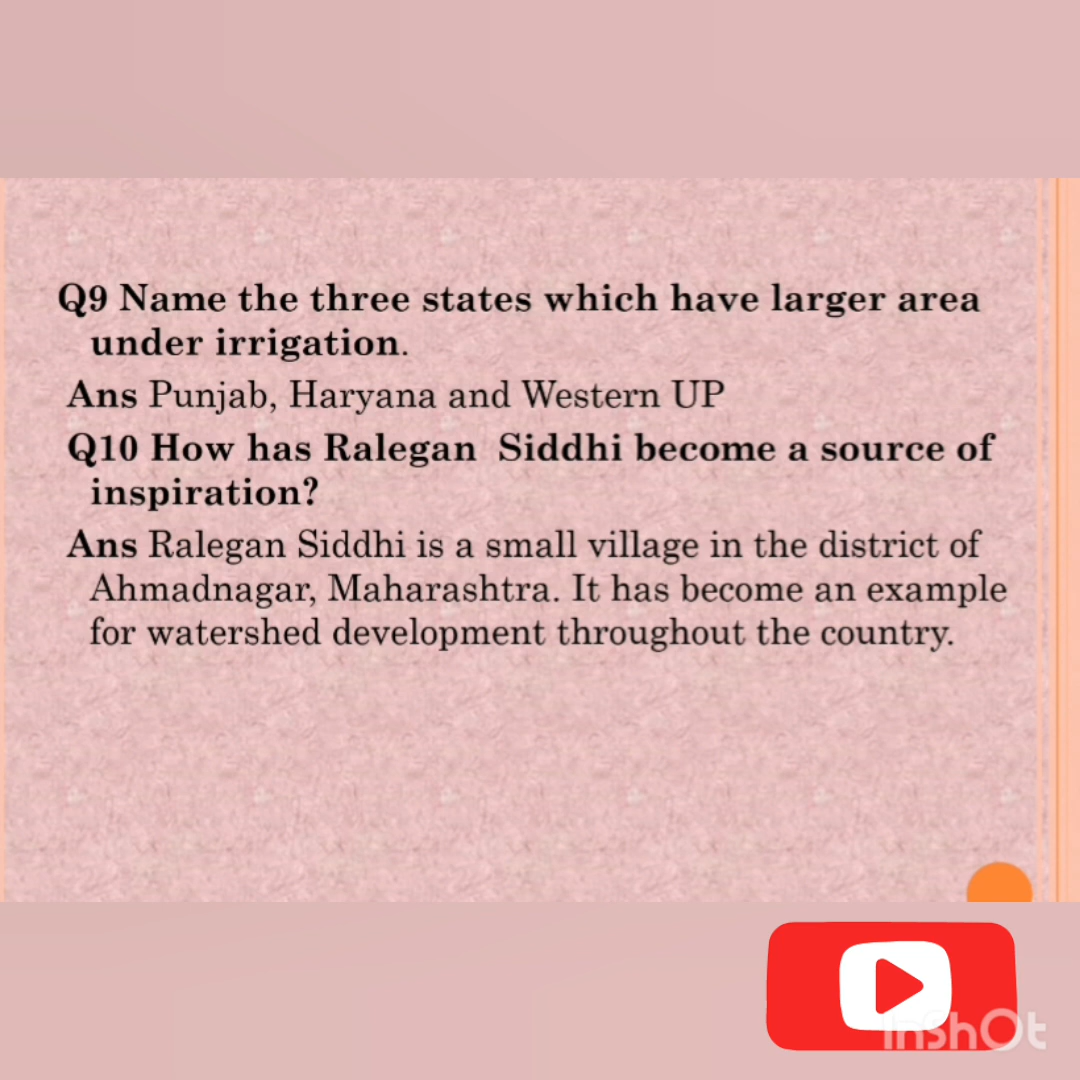 Q9 Name the three states which have larger area
under irrigation.
Ans Punjab, Haryana and Western UP
Q10 How has Ralegan Siddhi become a source of
inspiration?
Ans Ralegan Siddhi is a small village in the district of
Ahmadnagar, Maharashtra. It has become an example
for watershed development throughout the country.
InShOt